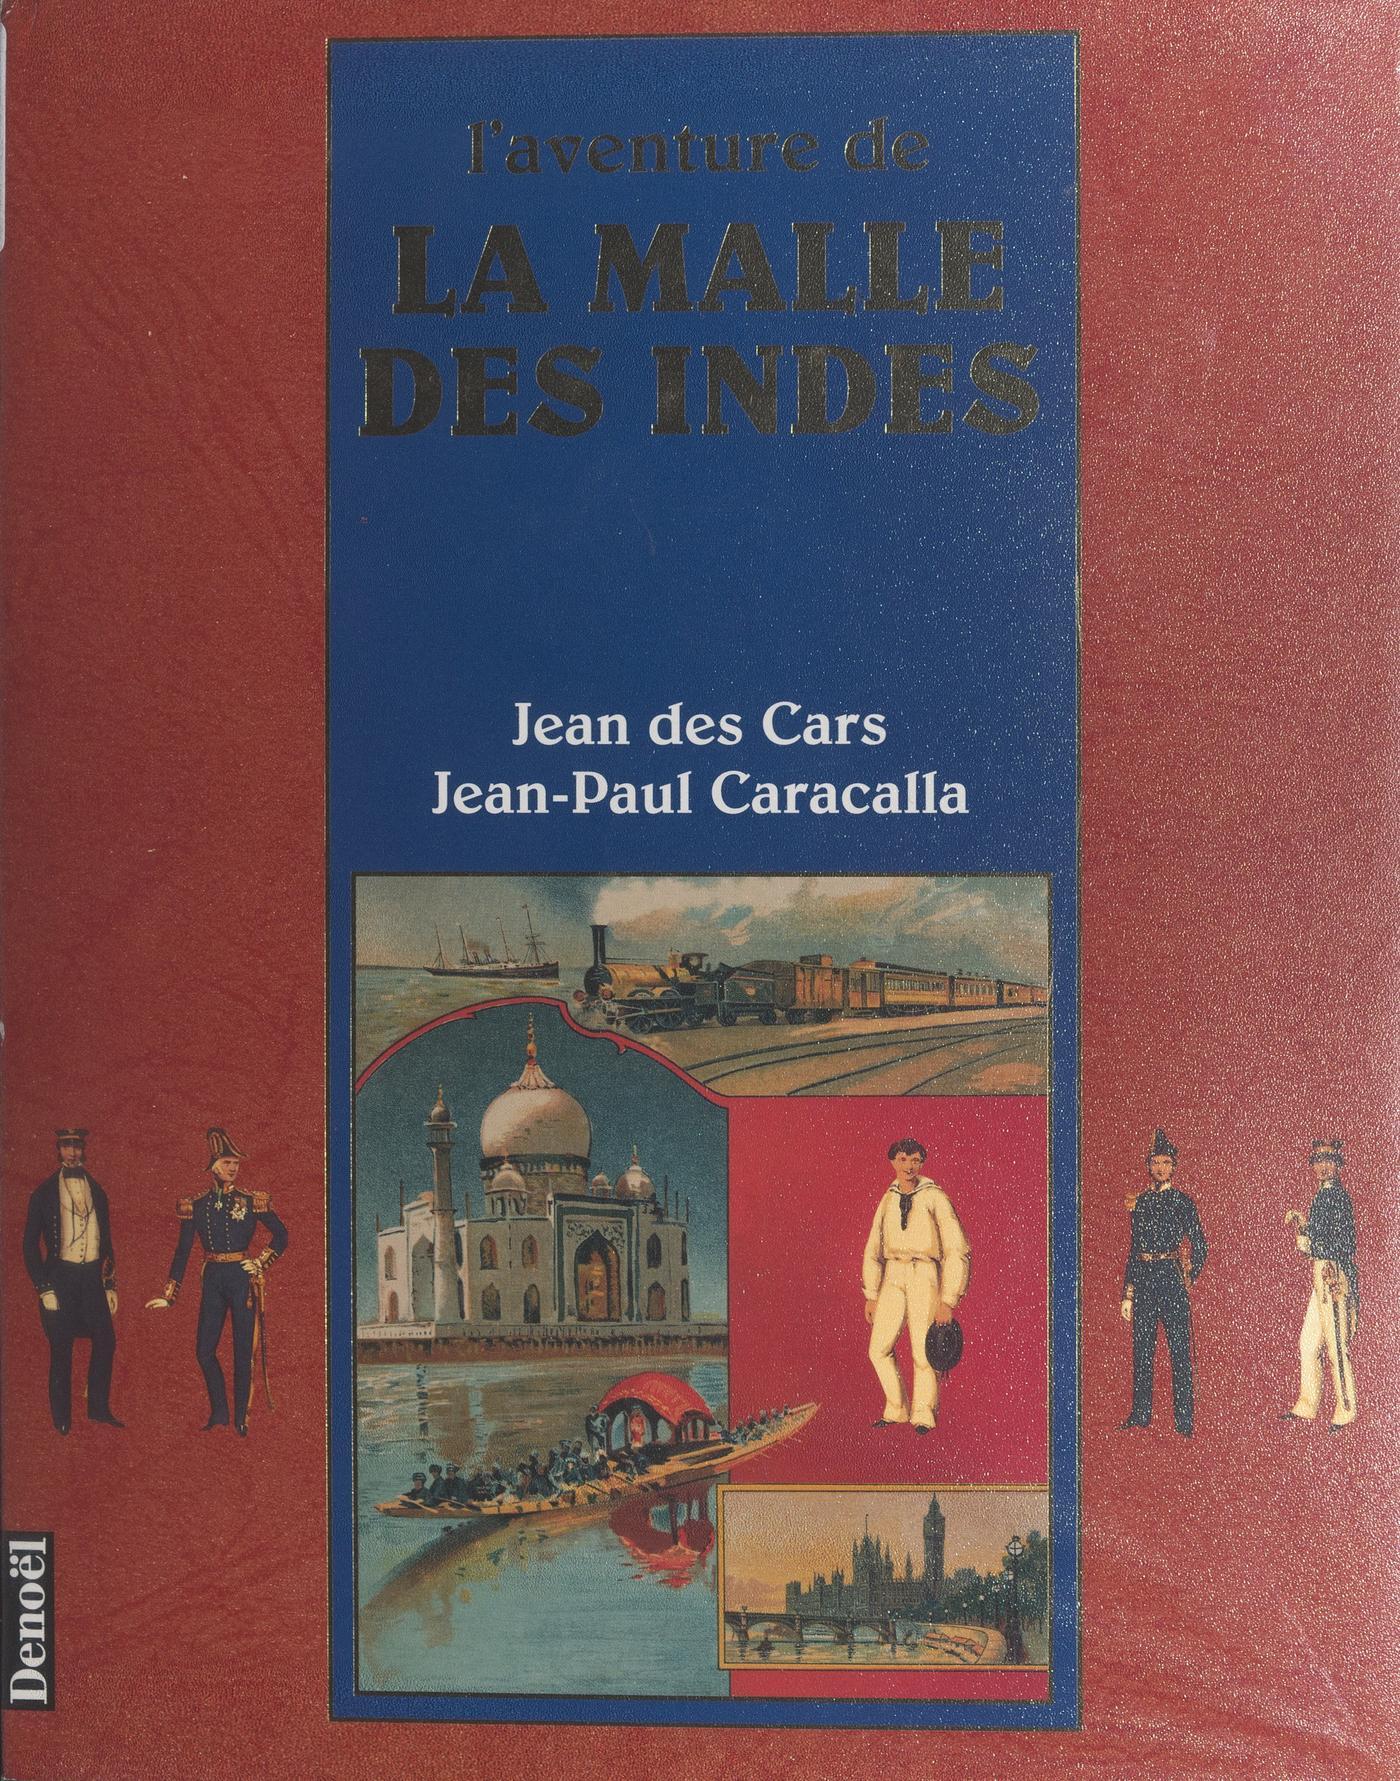 l'aventure de
LA MALLE
DES INDES
Jean des Cars
Jean-Paul Caracalla
Denoël